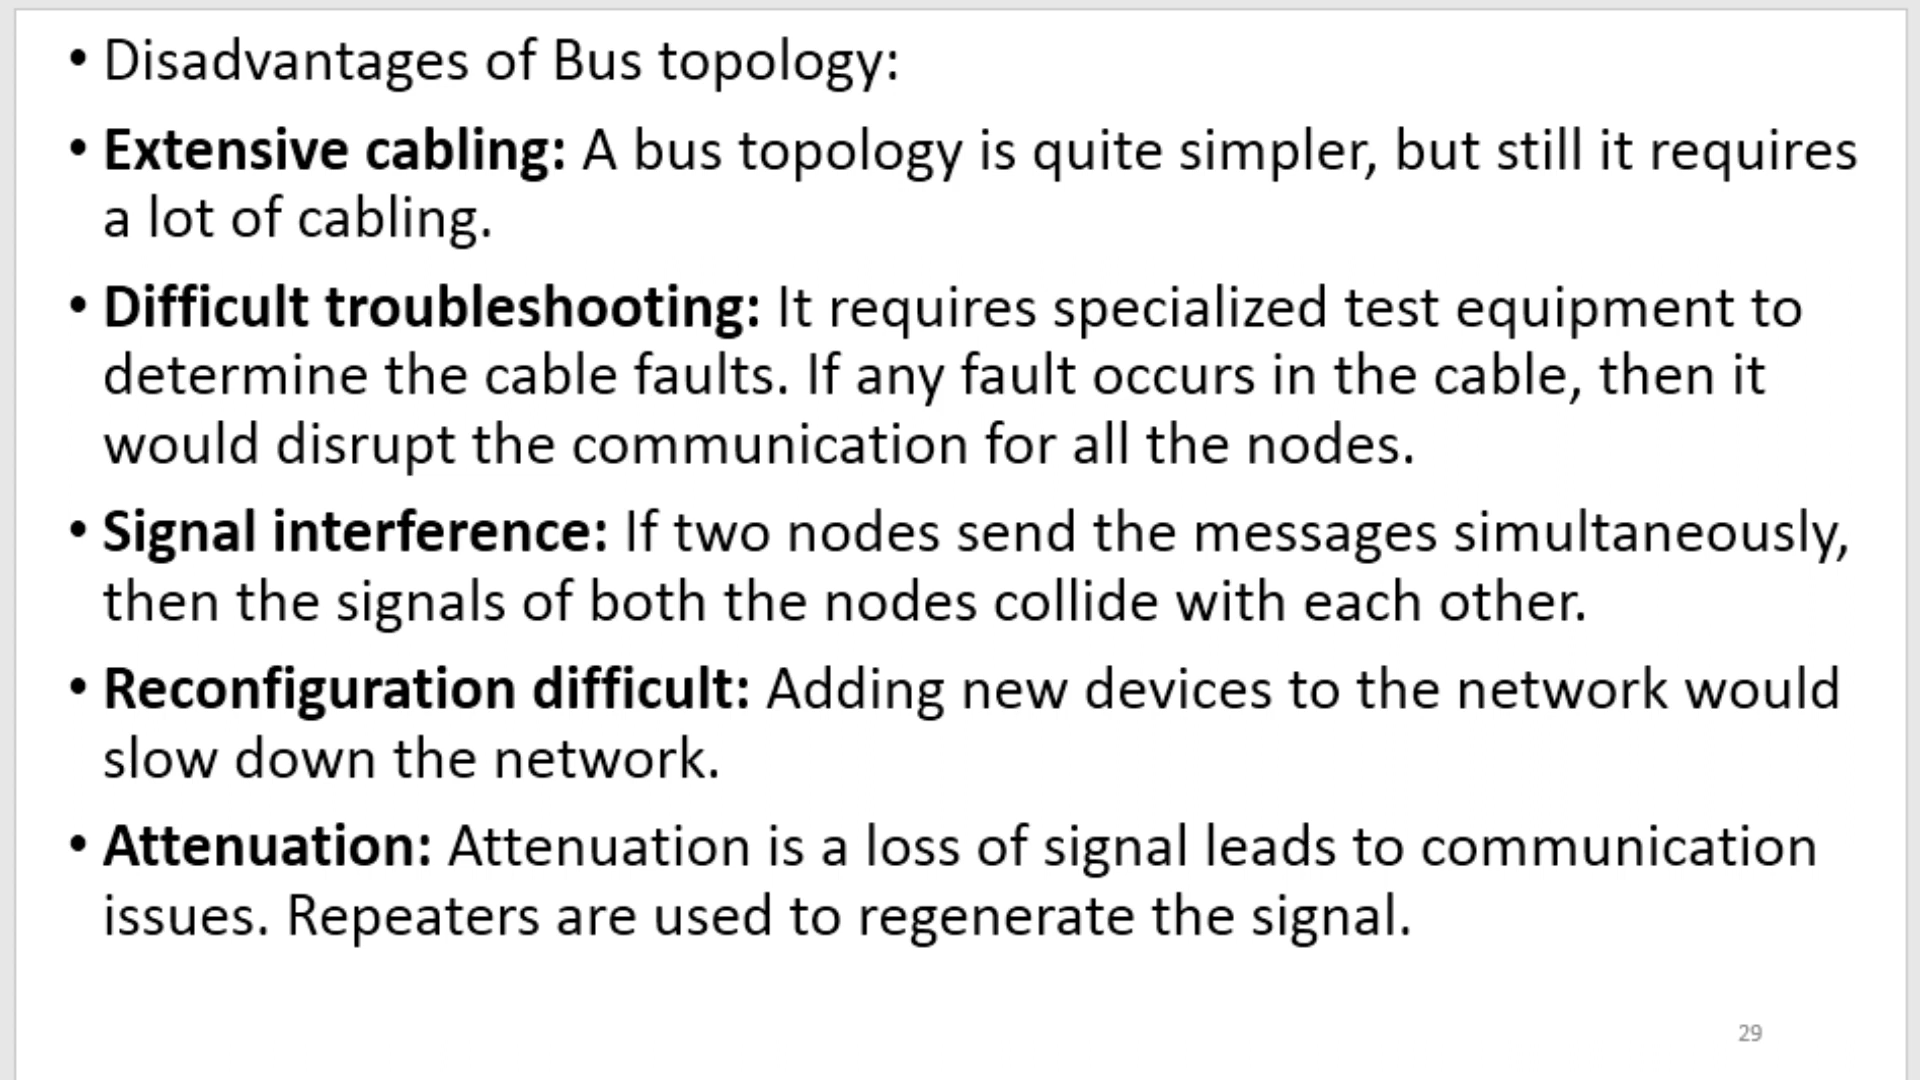 • Disadvantages of Bus topology:
• Extensive cabling: A bus topology is quite simpler, but still it requires
a lot of cabling.
• Difficult troubleshooting: It requires specialized test equipment to
determine the cable faults. If any fault occurs in the cable, then it
would disrupt the communication for all the nodes.
• Signal interference: If two nodes send the messages simultaneously,
then the signals of both the nodes collide with each other.
• Reconfiguration difficult: Adding new devices to the network would
slow down the network.
• Attenuation: Attenuation is a loss of signal leads to communication
issues. Repeaters are used to regenerate the signal.
29